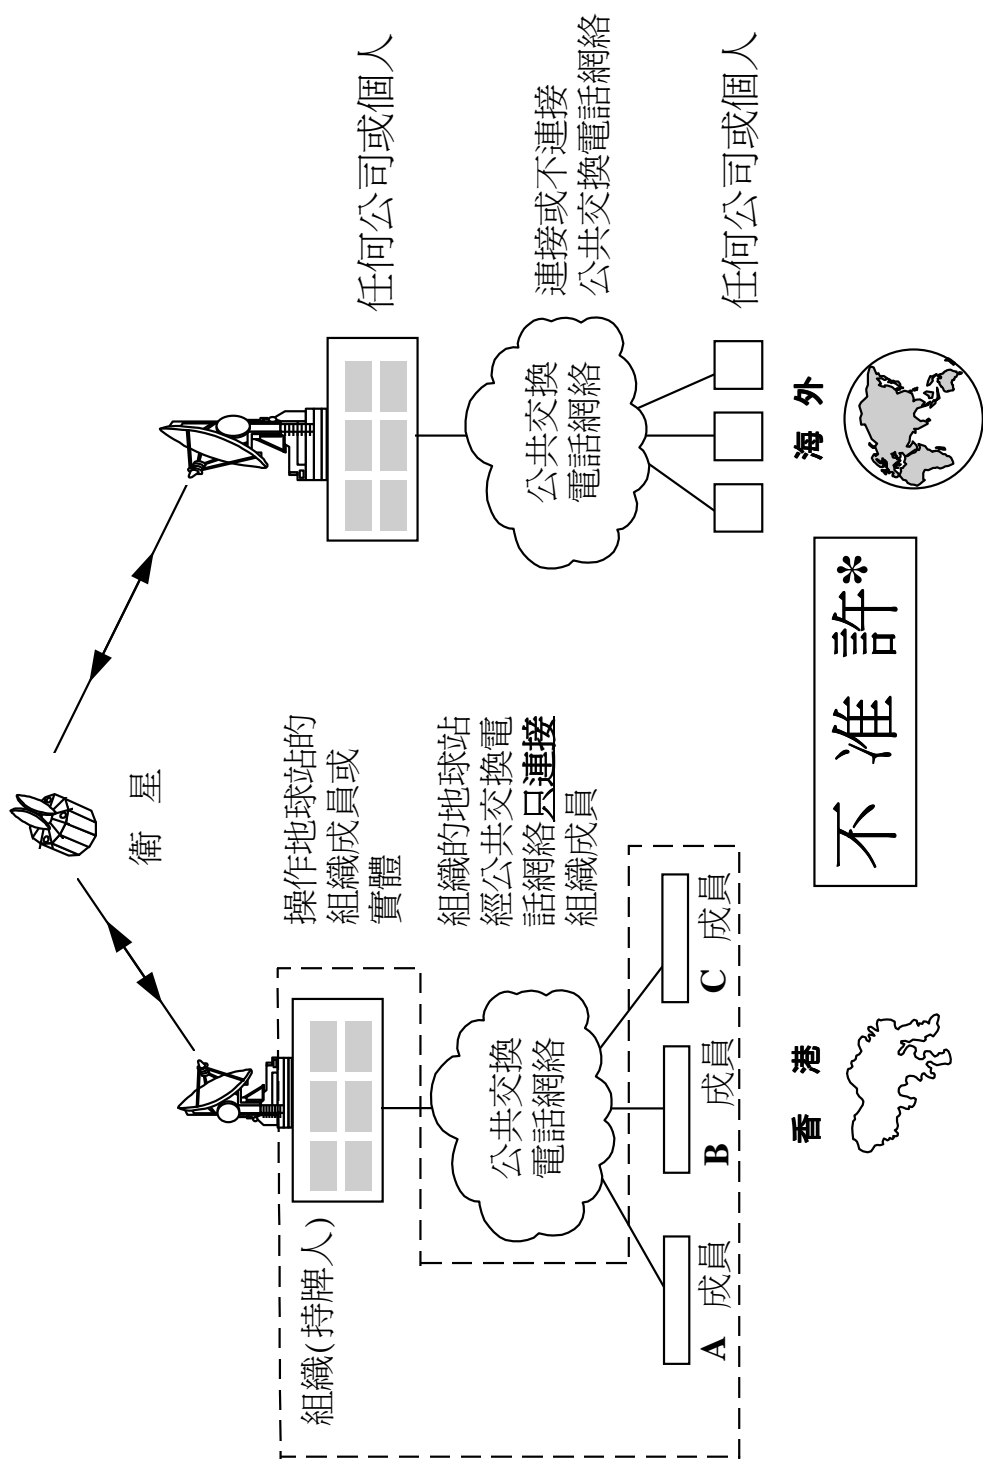 衛 星
組織(持牌人)
操作地球站的
組織成員或
實體
任何公司或個人
公共交換
電話網絡
組織的地球站
經公共交換電
話網絡只連接
組織成員
公共交換
電話網絡
連接或不連接
公共交換電話網絡
A 成員
B 成員
C 成員
任何公司或個人
香 港
海 外
不 准 許*